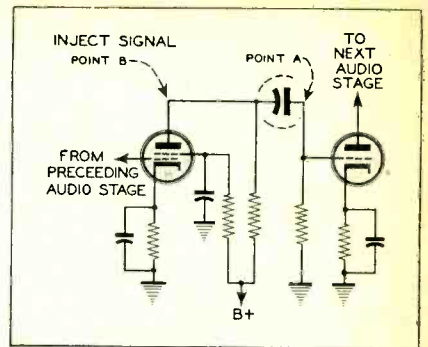 INJECT SIGNAL
POINT B
POINT A
TO
NEXT
AUDIO
STAGE
FROM
PRECEEDING
AUDIO STAGE
B+